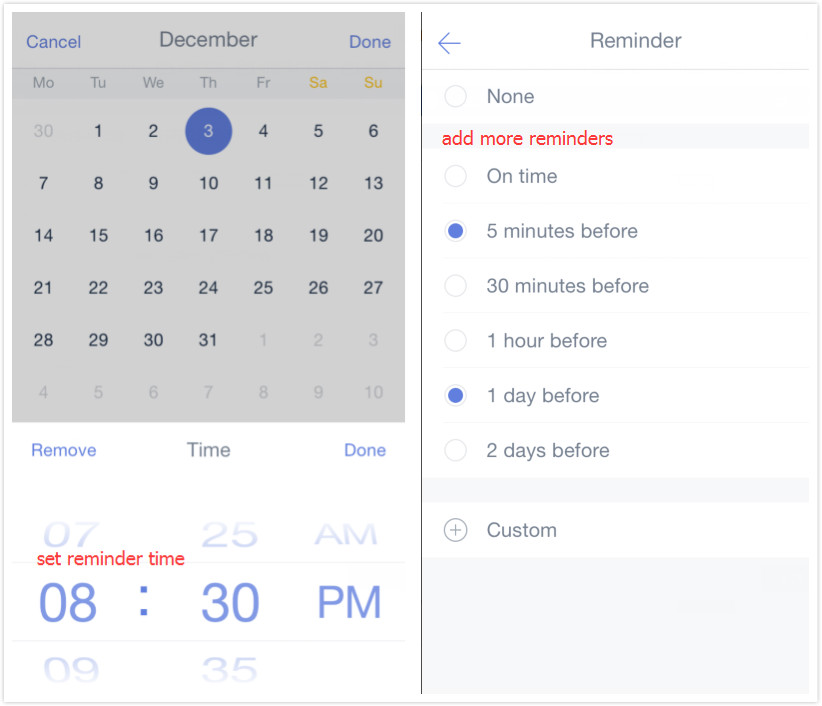 Cancel December Done
Mo Tu We Th Fr Sa Su
30 1 2 3 4 5 6
7 8 9 10 11 12 13
14 15 16 17 18 19 20
21 22 23 24 25 26 27
28 29 30 31 1 2 3
4 5 6 7 8 9 10
Remove Time Done
07 25 AM
set reminder time
08 : 30 PM
09 35
Reminder
None
add more reminders
On time
5 minutes before
30 minutes before
1 hour before
1 day before
2 days before
Custom